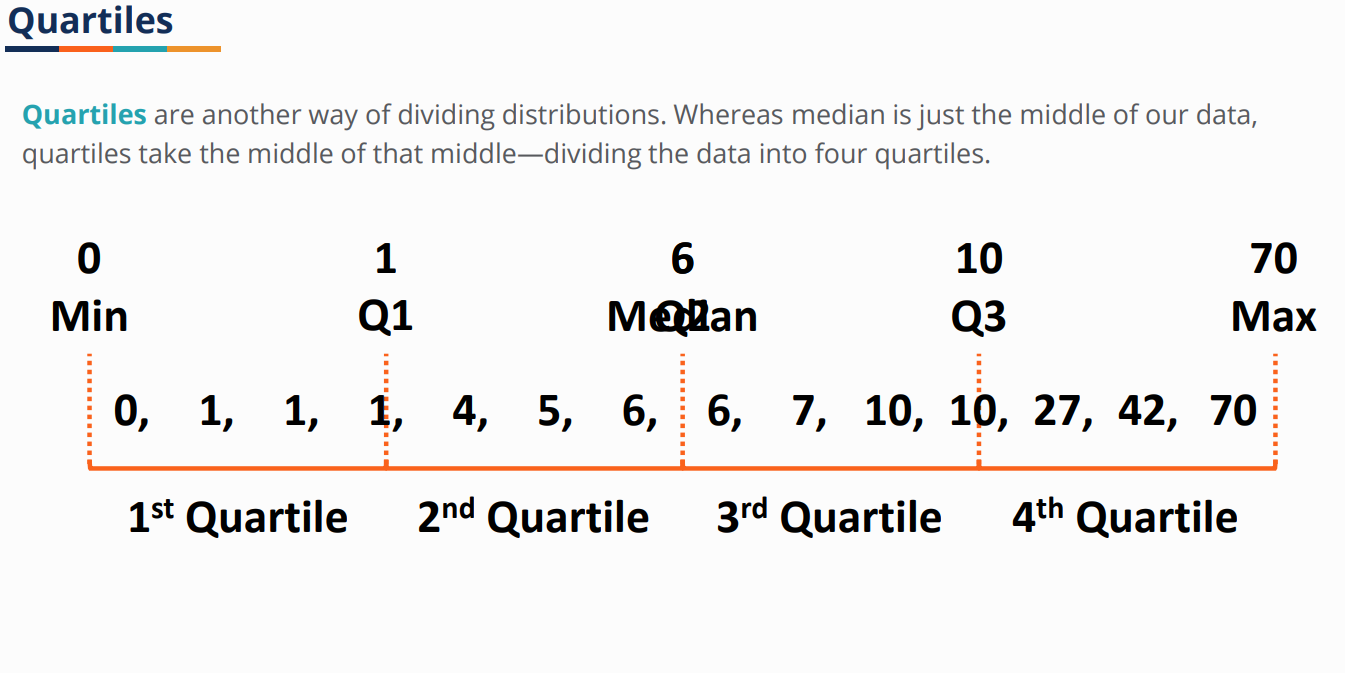 Quartiles
Quartiles are another way of dividing distributions. Whereas median is just the middle of our data,
quartiles take the middle of that middle—dividing the data into four quartiles.
0 1 6 10 70
Min Q1 Median Q2 Q3 Max
0, 1, 1, 1, 4, 5, 6, 6, 7, 10, 10, 27, 42, 70
1st Quartile 2nd Quartile 3rd Quartile 4th Quartile